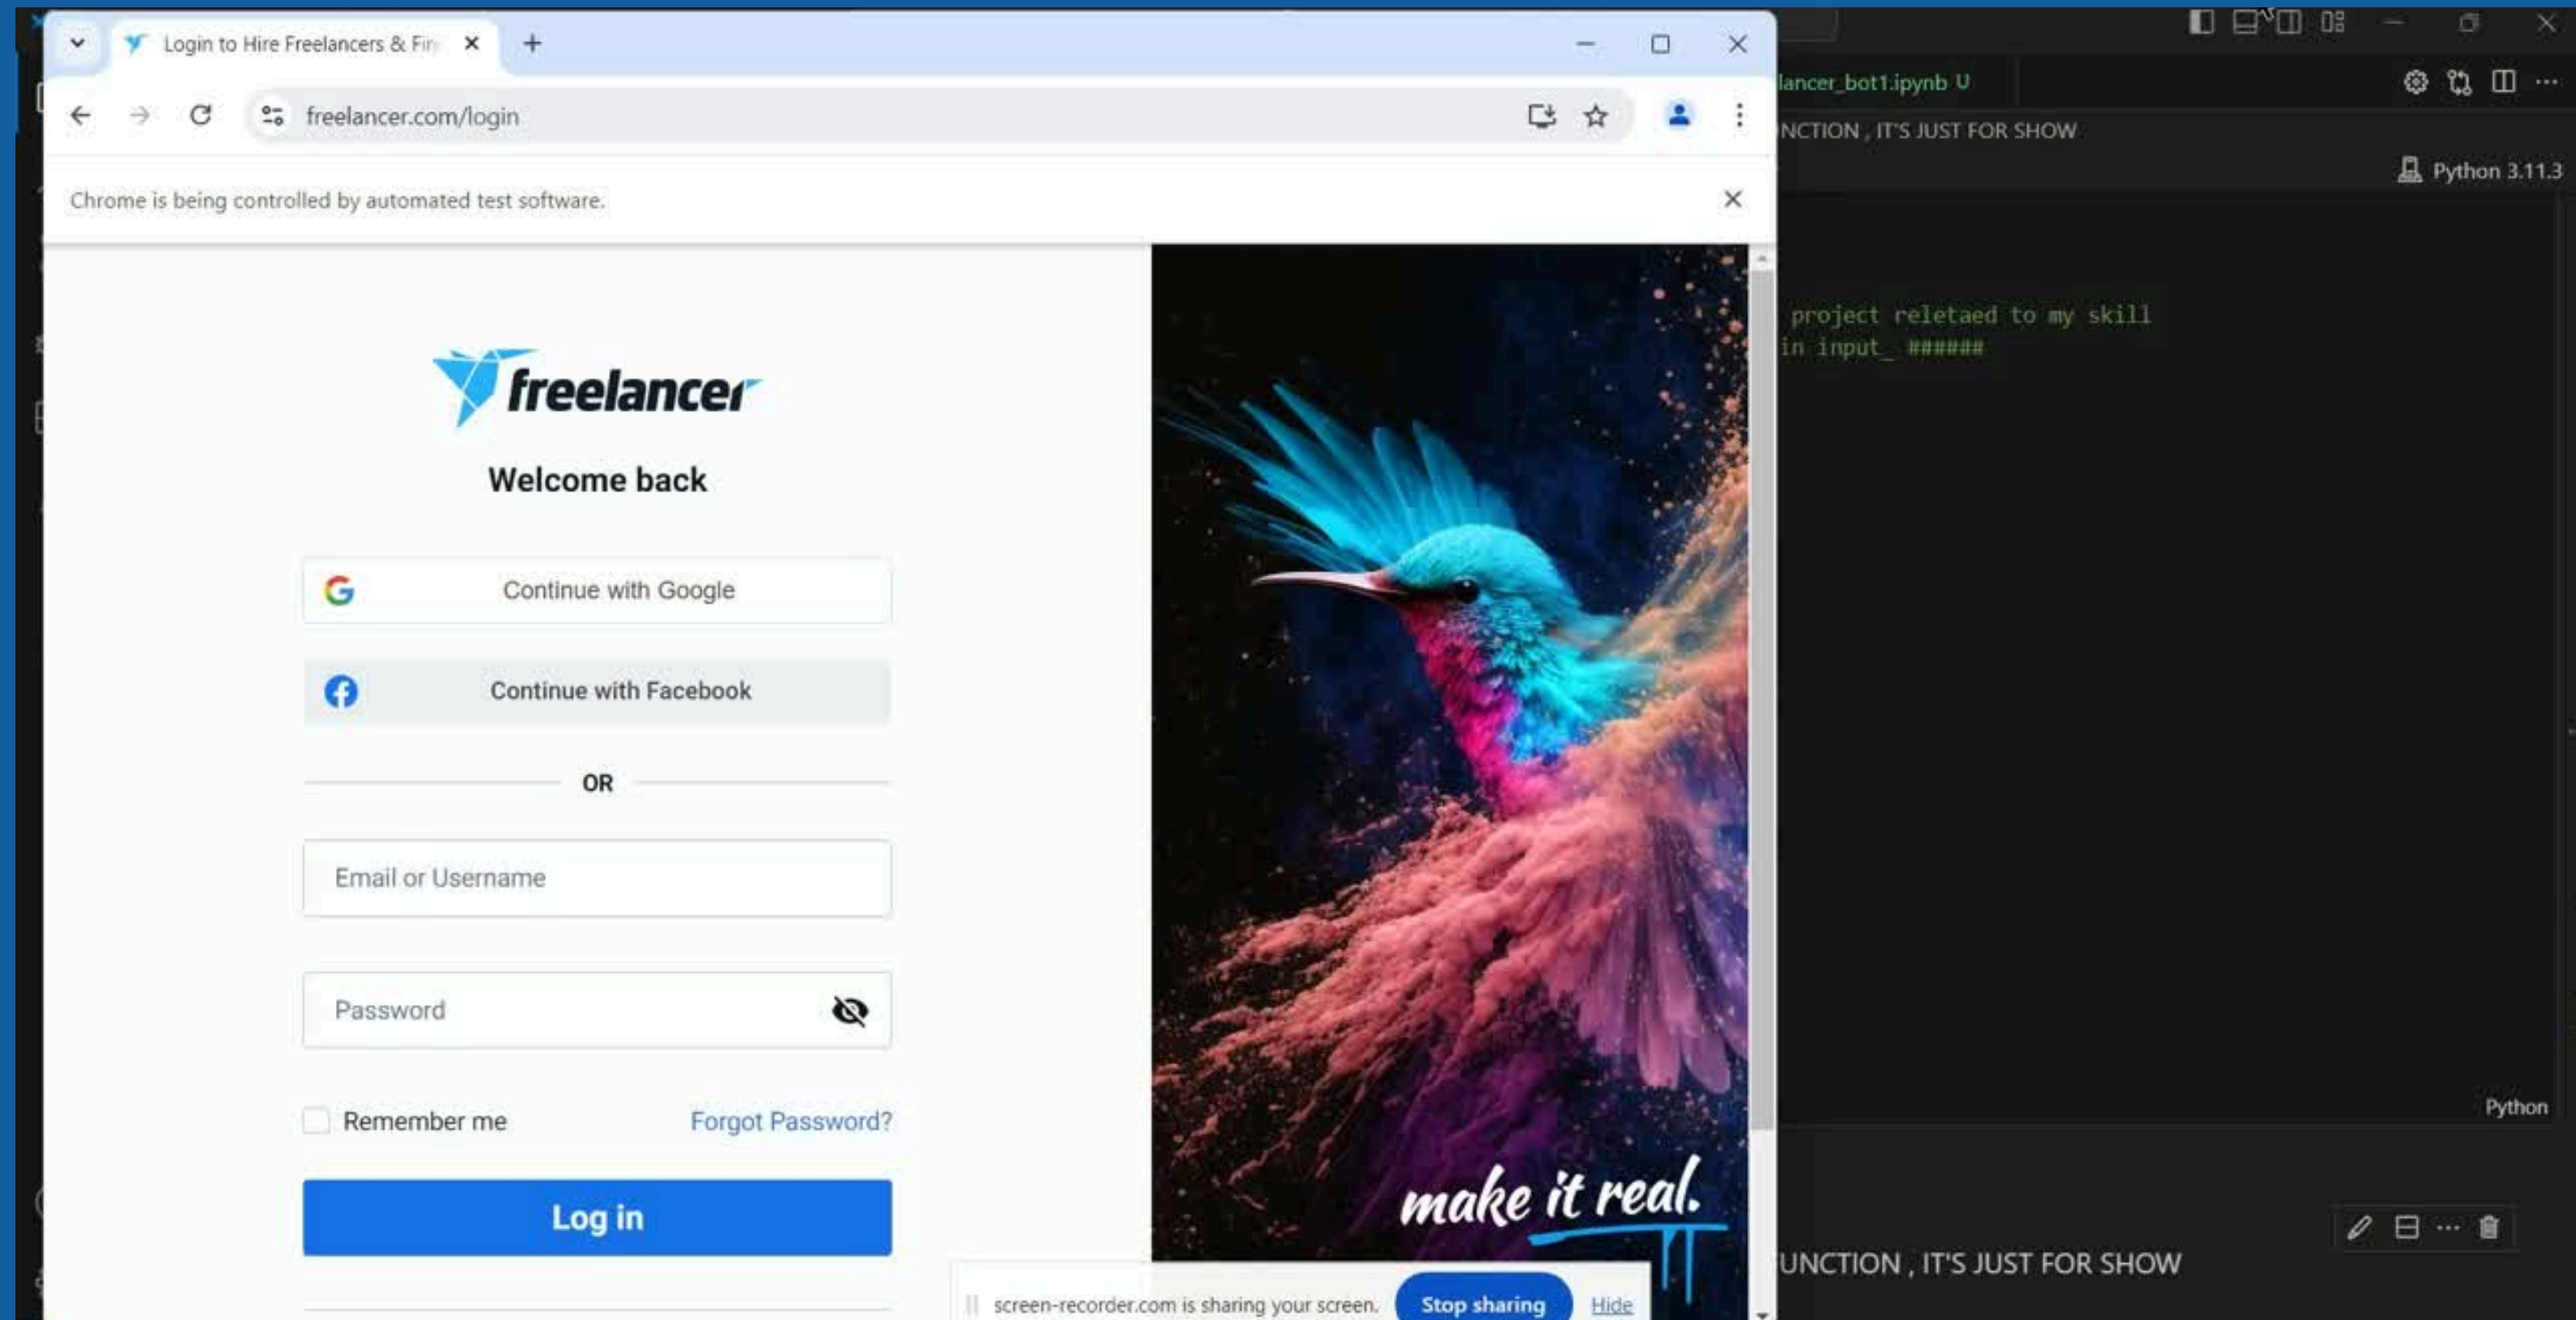 Login to Hire Freelancers & Fin
freelancer.com/login
Chrome is being controlled by automated test software.
freelancer
Welcome back
Continue with Google
Continue with Facebook
OR
Email or Username
Password
Remember me
Forgot Password?
Log in
make it real.
screen-recorder.com is sharing your screen.
Stop sharing
Hide
lancer_bot1.ipynb U
NCTION , IT'S JUST FOR SHOW
Python 3.11.3
project reletaed to my skill
in input_ ######
Python
UNCTION , IT'S JUST FOR SHOW